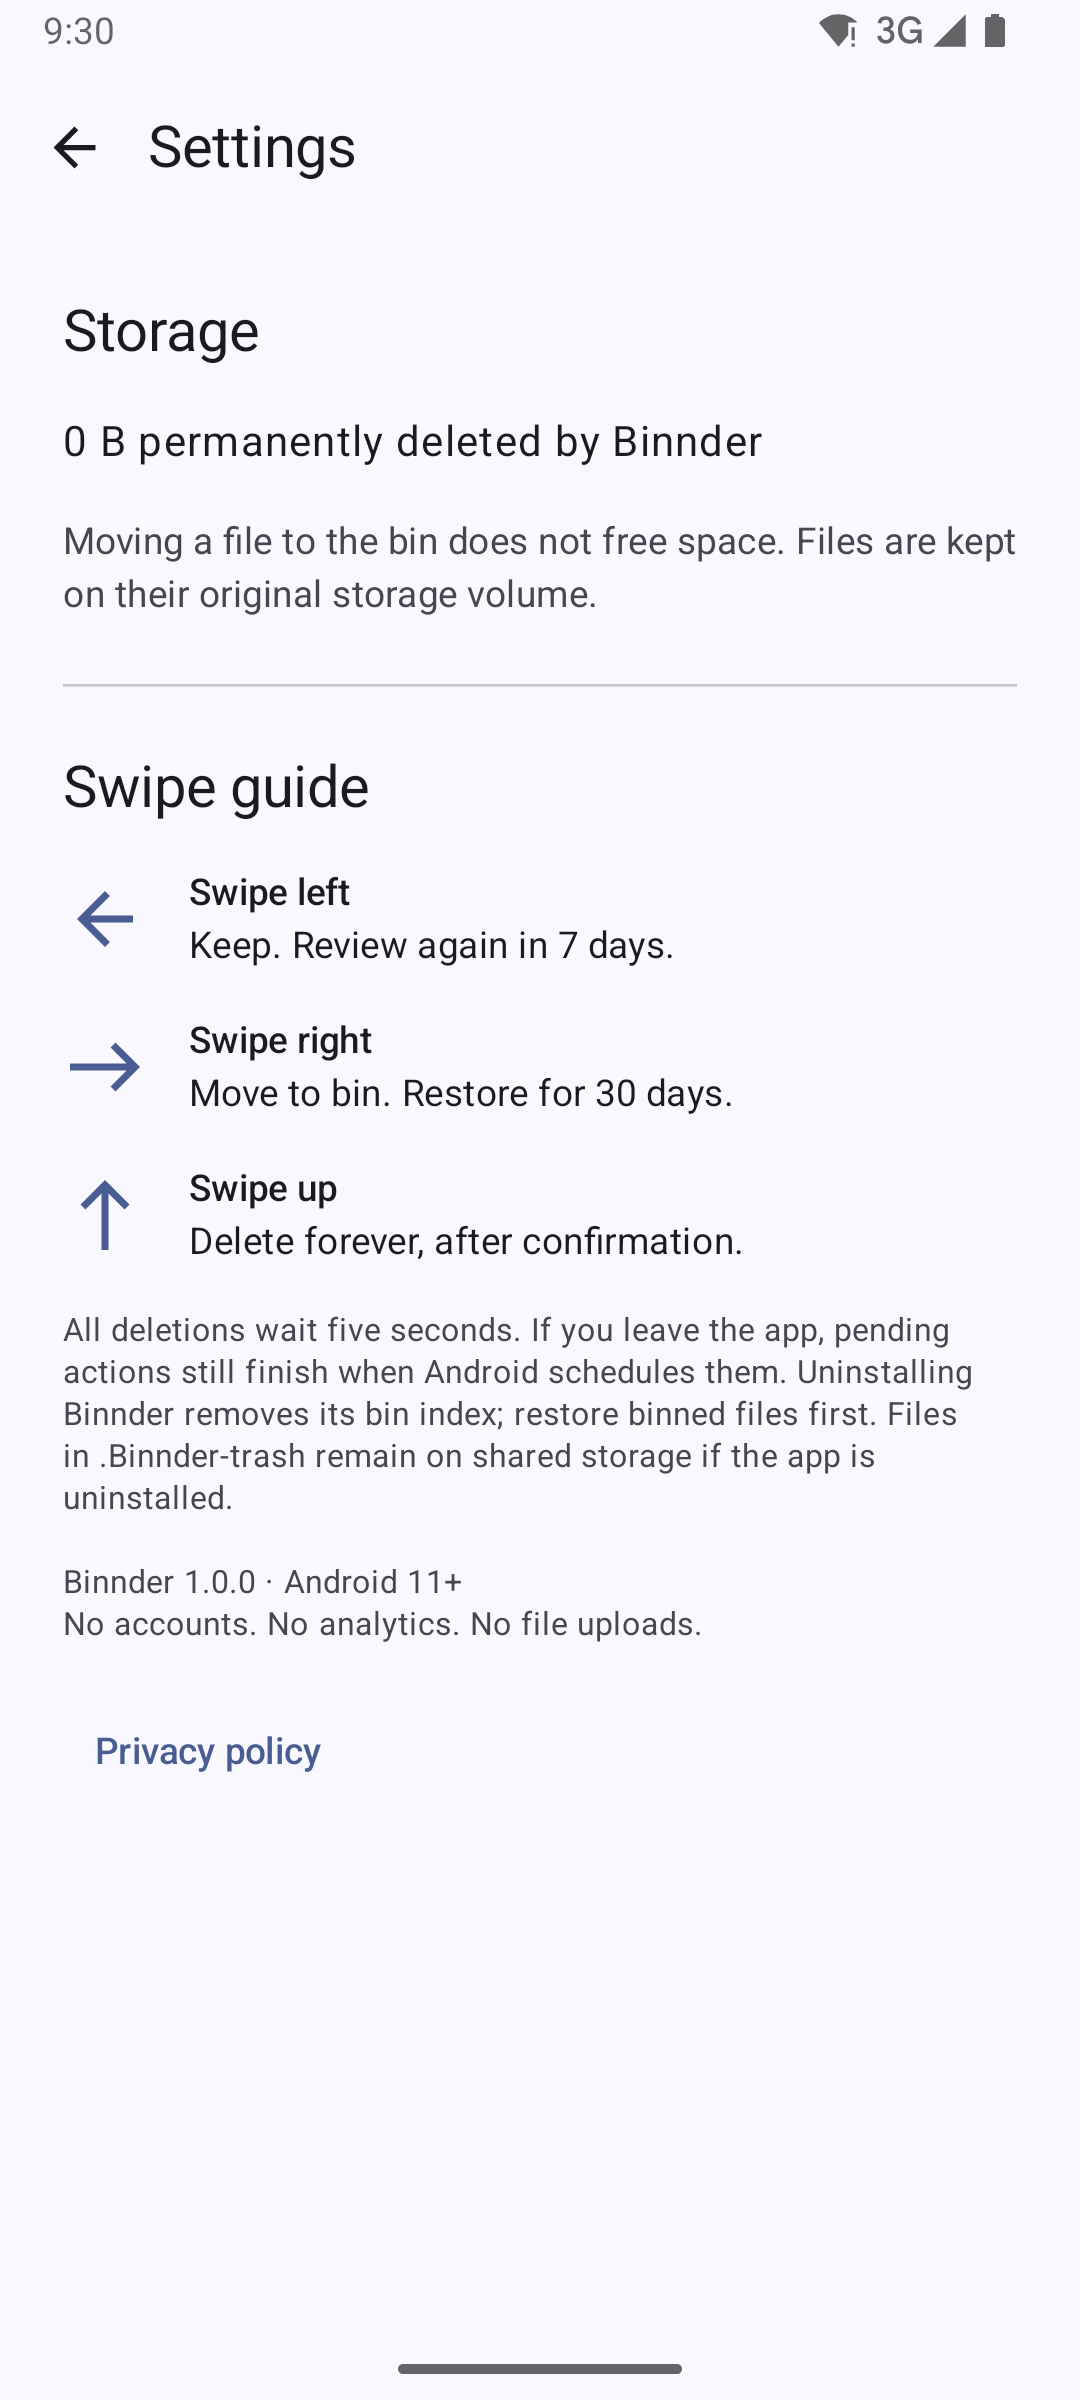 9:30
3G
Settings
Storage
0 B permanently deleted by Binnder
Moving a file to the bin does not free space. Files are kept
on their original storage volume.
Swipe guide
Swipe left
Keep. Review again in 7 days.
Swipe right
Move to bin. Restore for 30 days.
Swipe up
Delete forever, after confirmation.
All deletions wait five seconds. If you leave the app, pending
actions still finish when Android schedules them. Uninstalling
Binnder removes its bin index; restore binned files first. Files
in .Binnder-trash remain on shared storage if the app is
uninstalled.
Binnder 1.0.0 · Android 11+
No accounts. No analytics. No file uploads.
Privacy policy